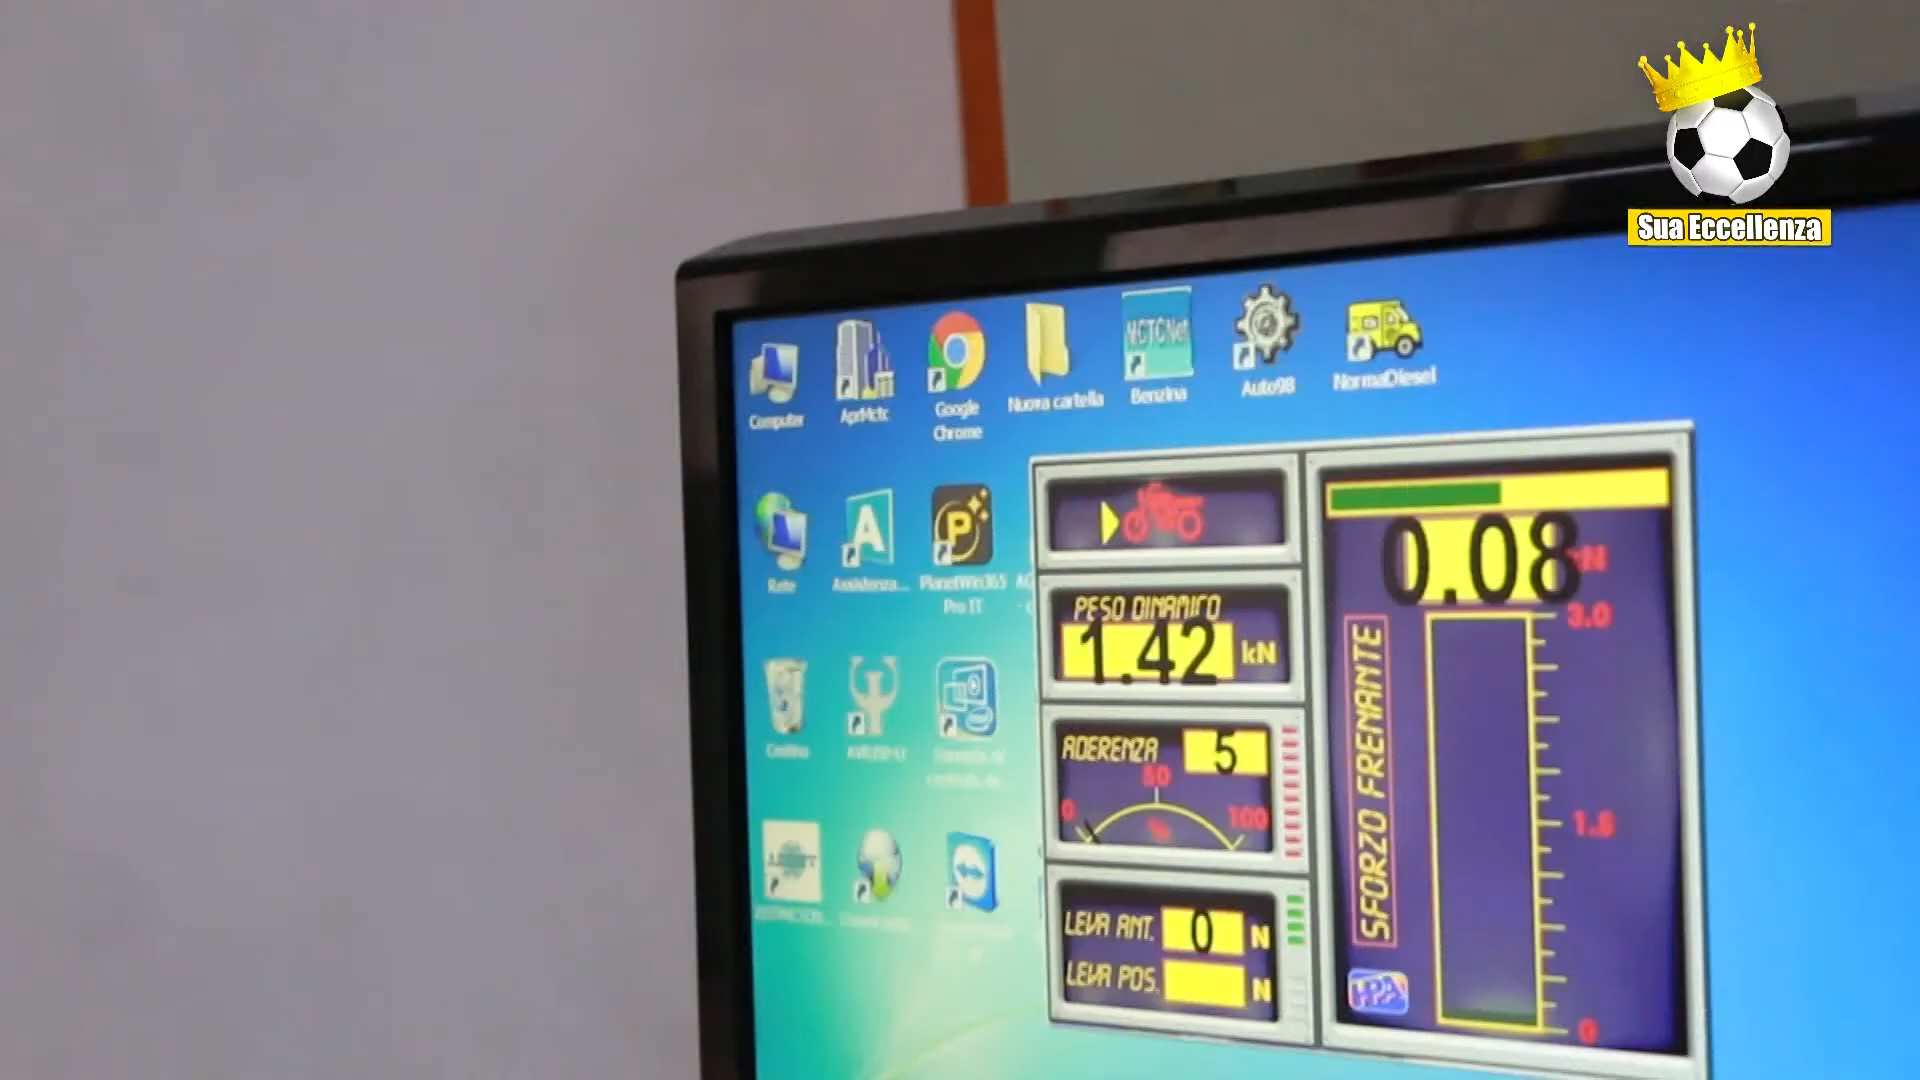 Sua Eccellenza
Computer
AprMctc
Google
Chrome
Nuova cartella
MCTCNet
Benzina
Auto98
NormaDiesel
Rete
A
Assistenza...
P
PlanetWin365
Pro IT
Cestino
PESO DINAMICO
1.42 kN
ADERENZA 5
50
0
100
%
LEVA ANT. 0 N
LEVA POS. N
0.08 kN
3.0
1.5
0
SFORZO FRENANTE